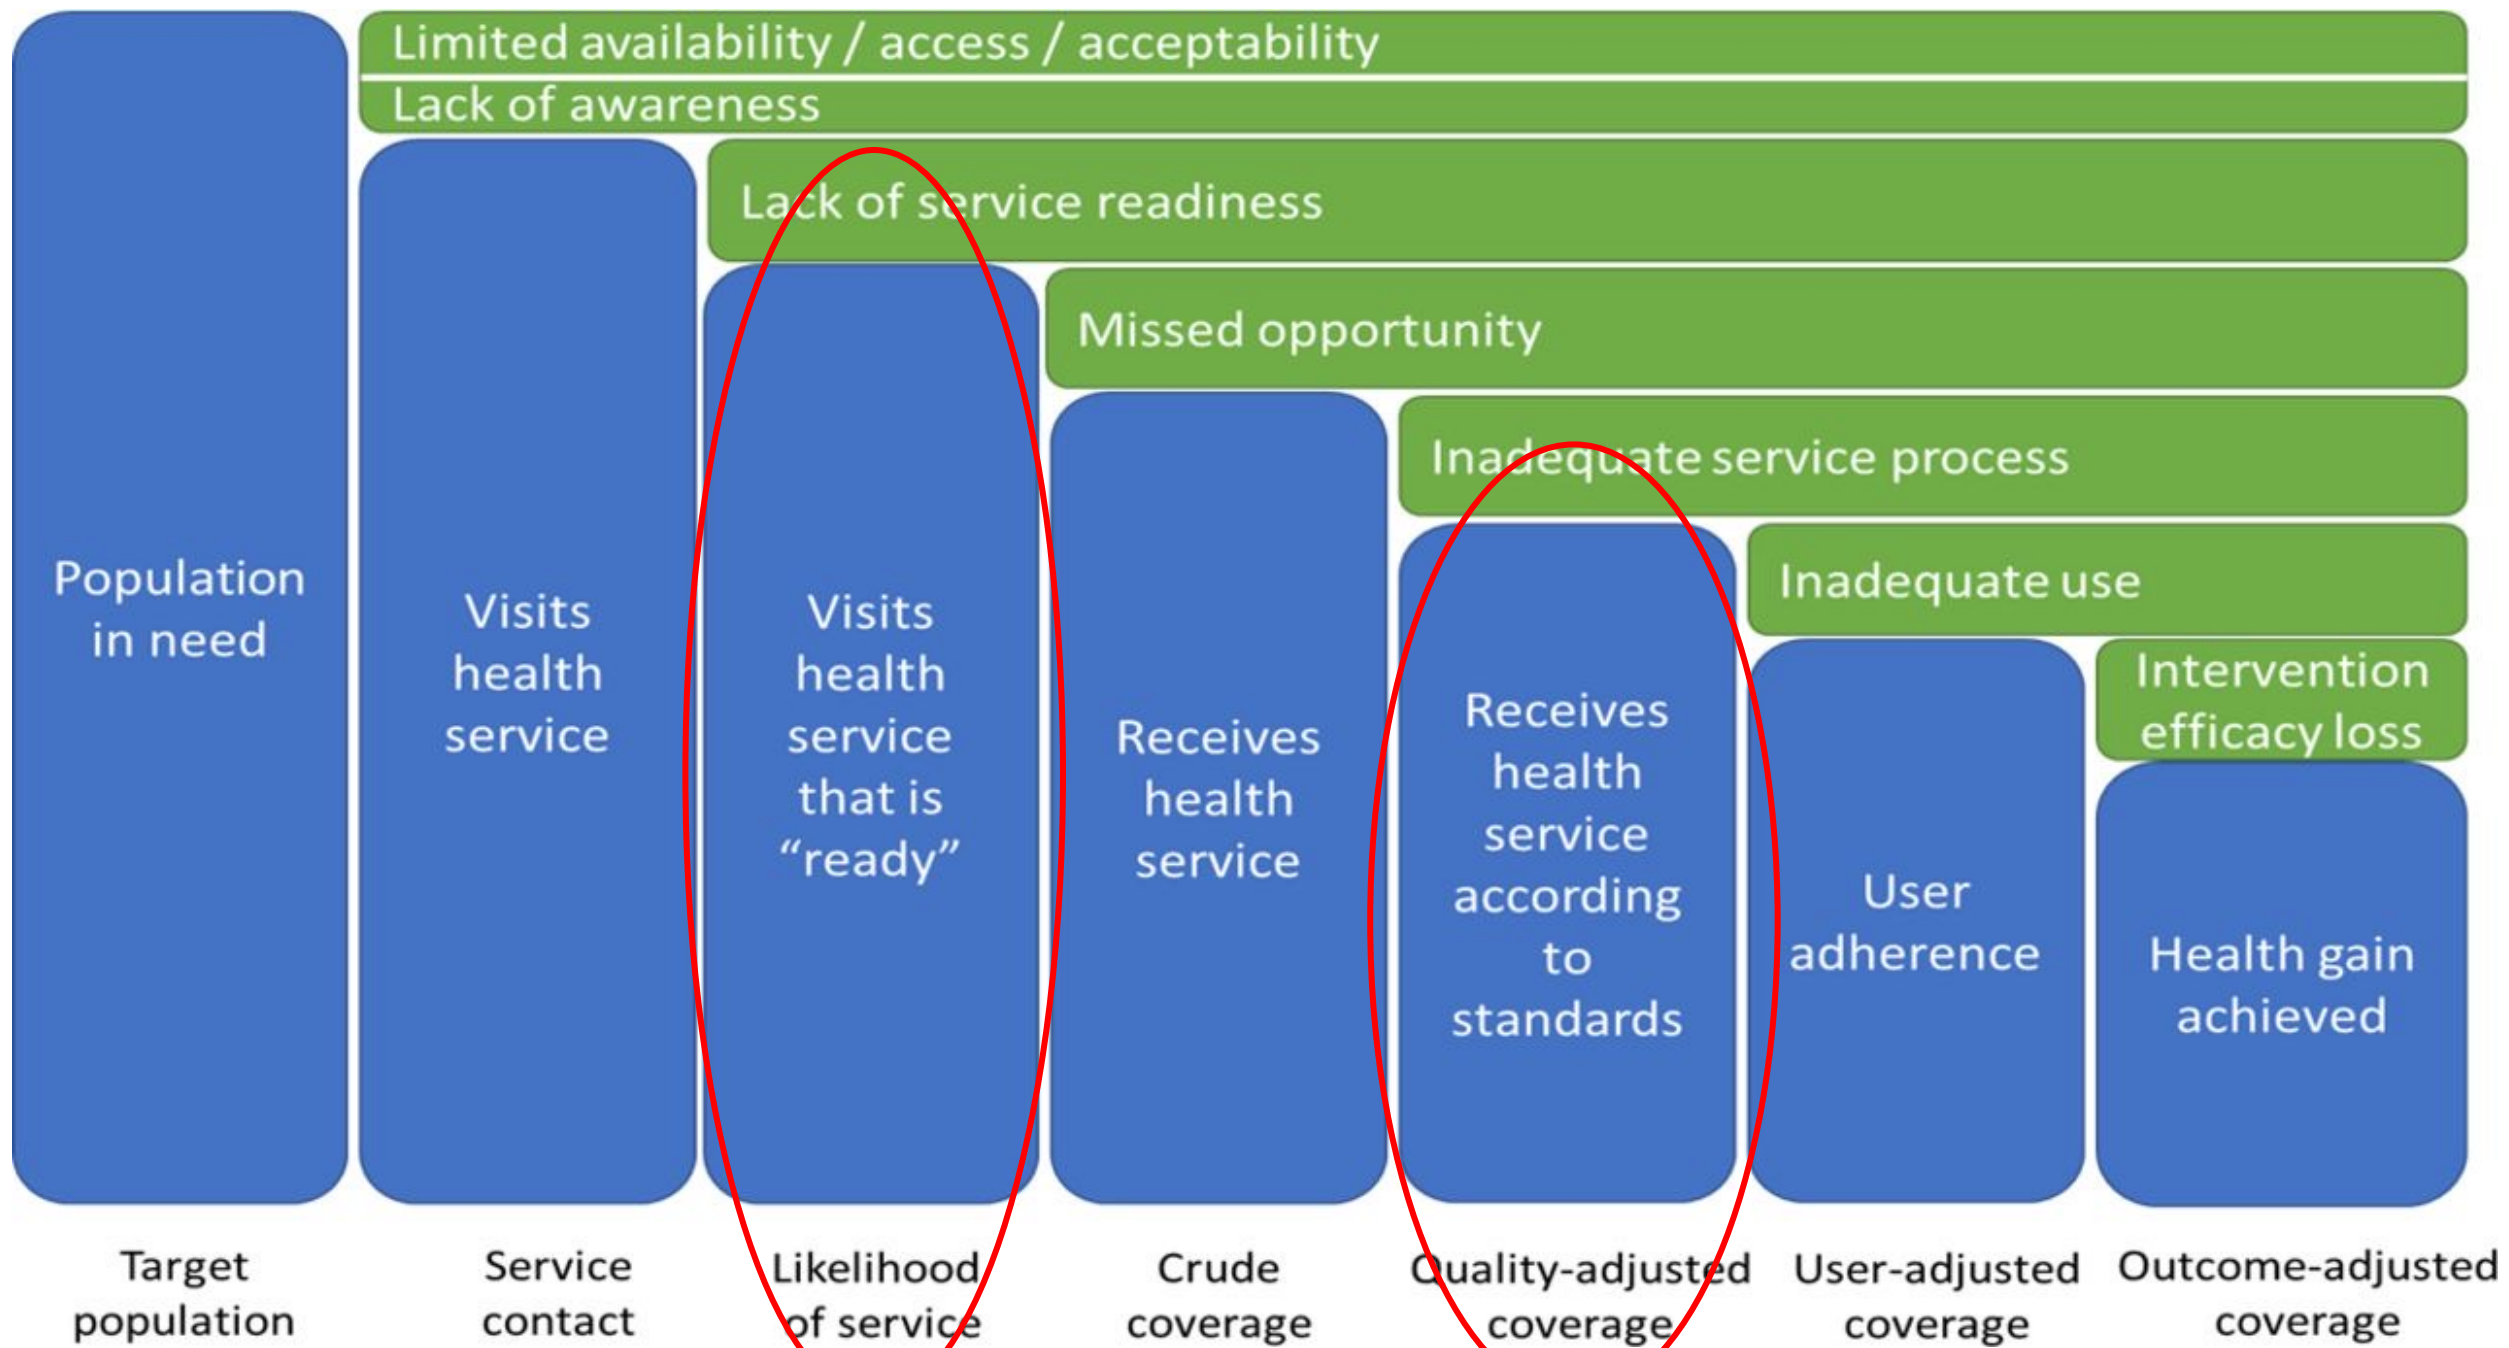 Limited availability / access / acceptability
Lack of awareness
Lack of service readiness
Missed opportunity
Inadequate service process
Inadequate use
Intervention
efficacy loss
Population
in need
Visits
health
service
Visits
health
service
that is
“ready”
Receives
health
service
Receives
health
service
according
to
standards
User
adherence
Health gain
achieved
Target
population
Service
contact
Likelihood
of service
Crude
coverage
Quality-adjusted
coverage
User-adjusted
coverage
Outcome-adjusted
coverage